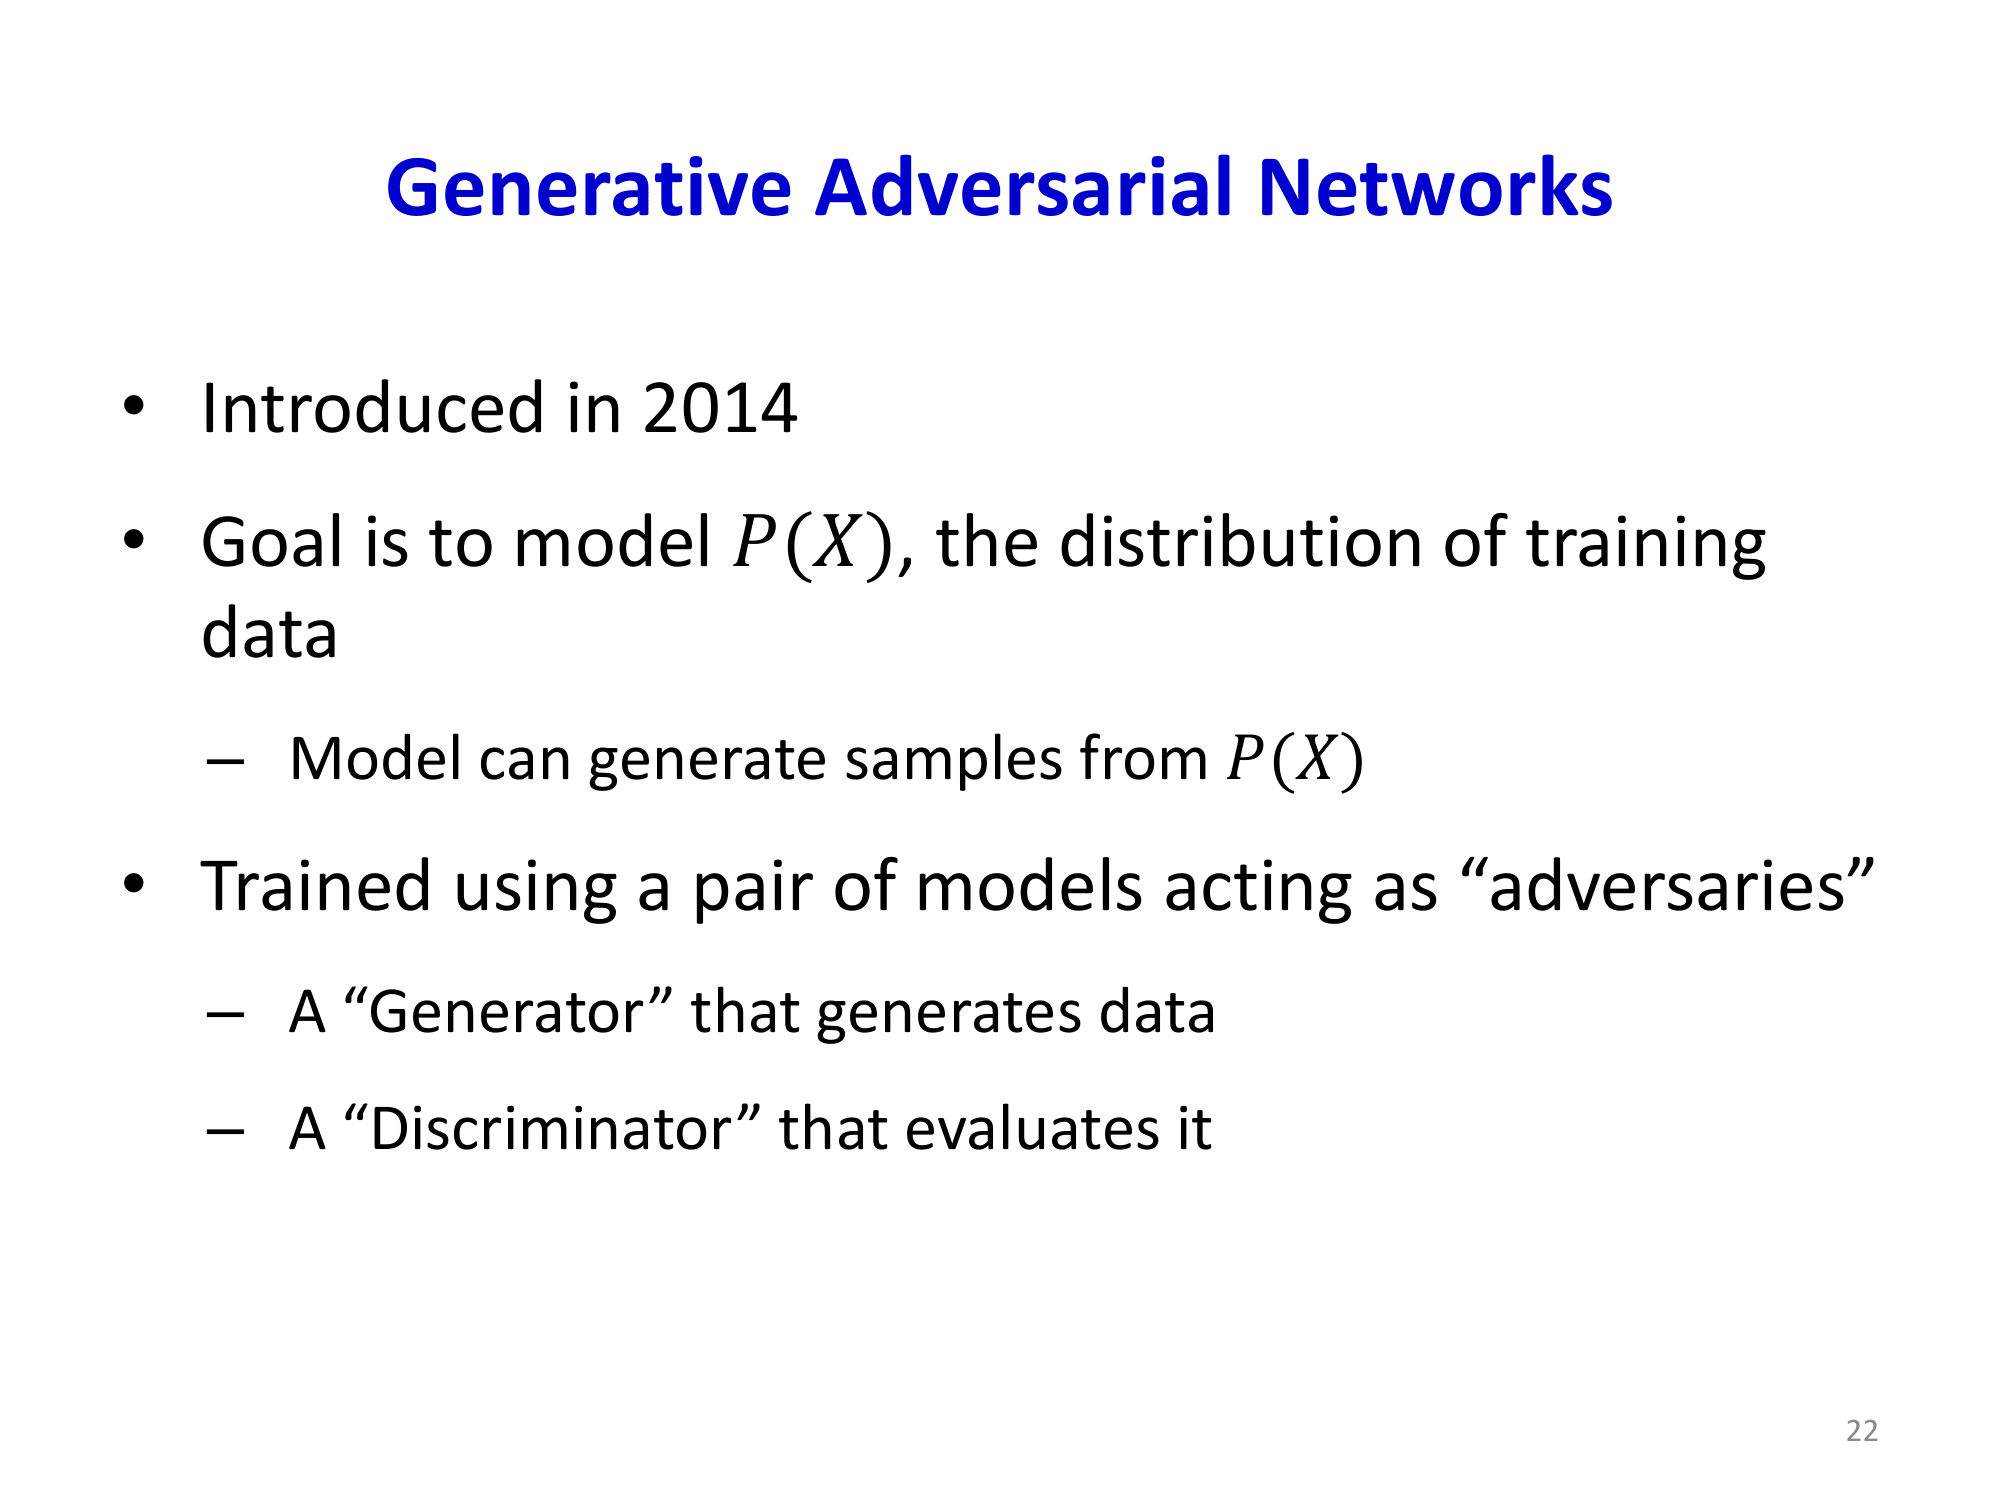 Generative Adversarial Networks
• Introduced in 2014
• Goal is to model P(X), the distribution of training
data
– Model can generate samples from P(X)
• Trained using a pair of models acting as “adversaries”
– A “Generator” that generates data
– A “Discriminator” that evaluates it
22